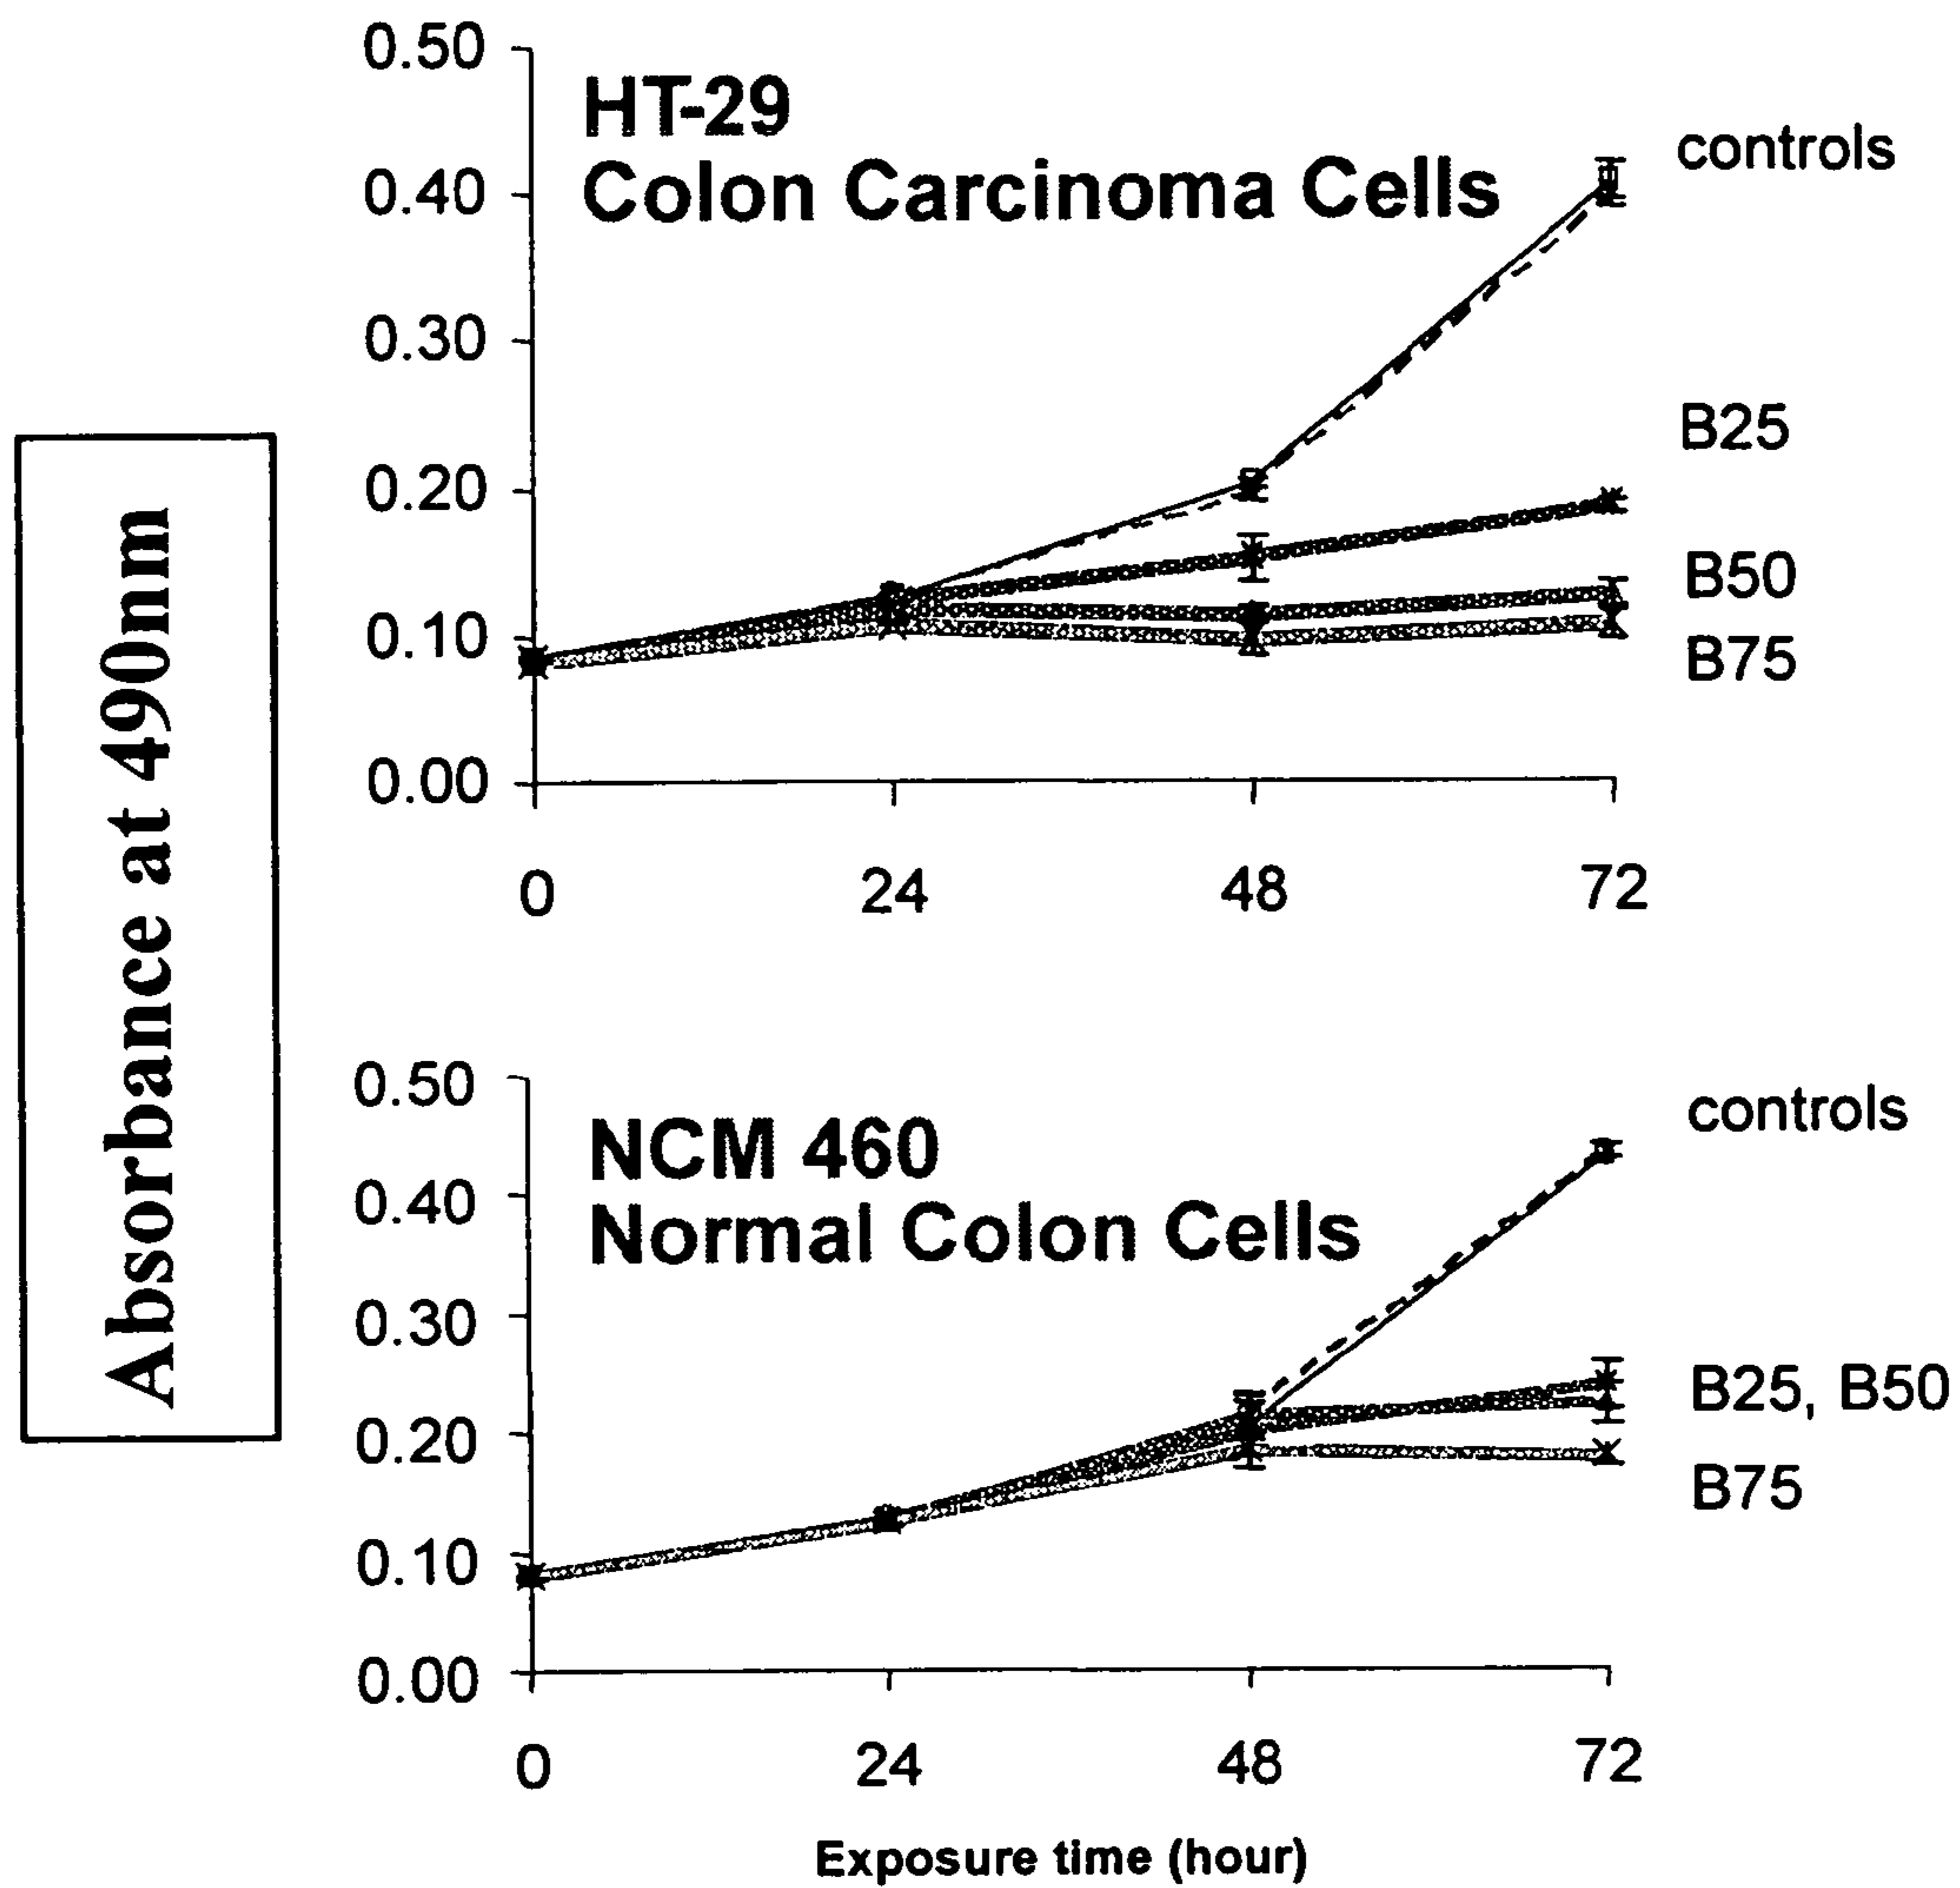 Absorbance at 490nm
0.50
HT-29
Colon Carcinoma Cells
controls
0.40
0.30
B25
0.20
B50
0.10
B75
0.00
0 24 48 72
0.50
controls
NCM 460
0.40
Normal Colon Cells
0.30
B25, B50
0.20
B75
0.10
0.00
0 24 48 72
Exposure time (hour)